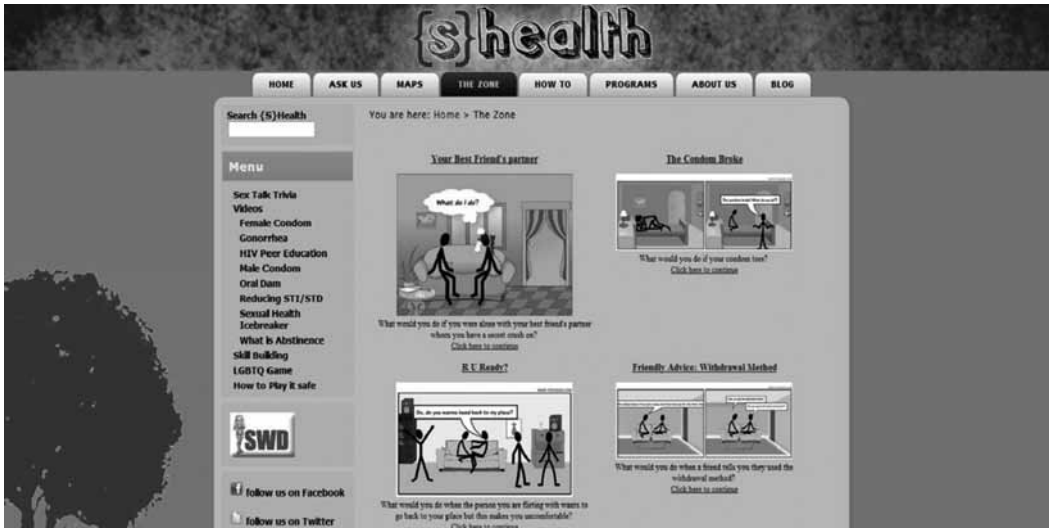 {s}health
HOME ASK US MAPS THE ZONE HOW TO PROGRAMS ABOUT US BLOG
Search {S}Health
Menu
Sex Talk Trivia
Videos
Female Condom
Gonorrhea
HIV Peer Education
Male Condom
Oral Dam
Reducing STI/STD
Sexual Health
Icebreaker
What is Abstinence
Skill Building
LGBTQ Game
How to Play it safe
SWD
follow us on Facebook
follow us on Twitter
You are here: Home > The Zone
Your Best Friend's partner
What do I do?
What would you do if you were alone with your best friend's partner
whom you have a secret crush on?
Click here to continue
The Condom Broke
What would you do if your condom tore?
Click here to continue
R U Ready?
So, do you wanna head back to my place?
What would you do when the person you are flirting with wants to
go back to your place but this makes you uncomfortable?
Click here to continue
Friendly Advice: Withdrawal Method
What would you do when a friend tells you they used the
withdrawal method?
Click here to continue